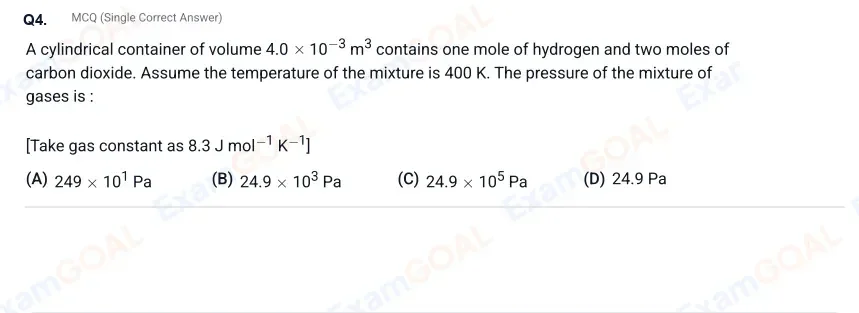 Q4. MCQ (Single Correct Answer)
A cylindrical container of volume 4.0 × 10⁻³ m³ contains one mole of hydrogen and two moles of
carbon dioxide. Assume the temperature of the mixture is 400 K. The pressure of the mixture of
gases is :
[Take gas constant as 8.3 J mol⁻¹ K⁻¹]
(A) 249 × 10¹ Pa (B) 24.9 × 10³ Pa (C) 24.9 × 10⁵ Pa (D) 24.9 Pa
ExamGOAL